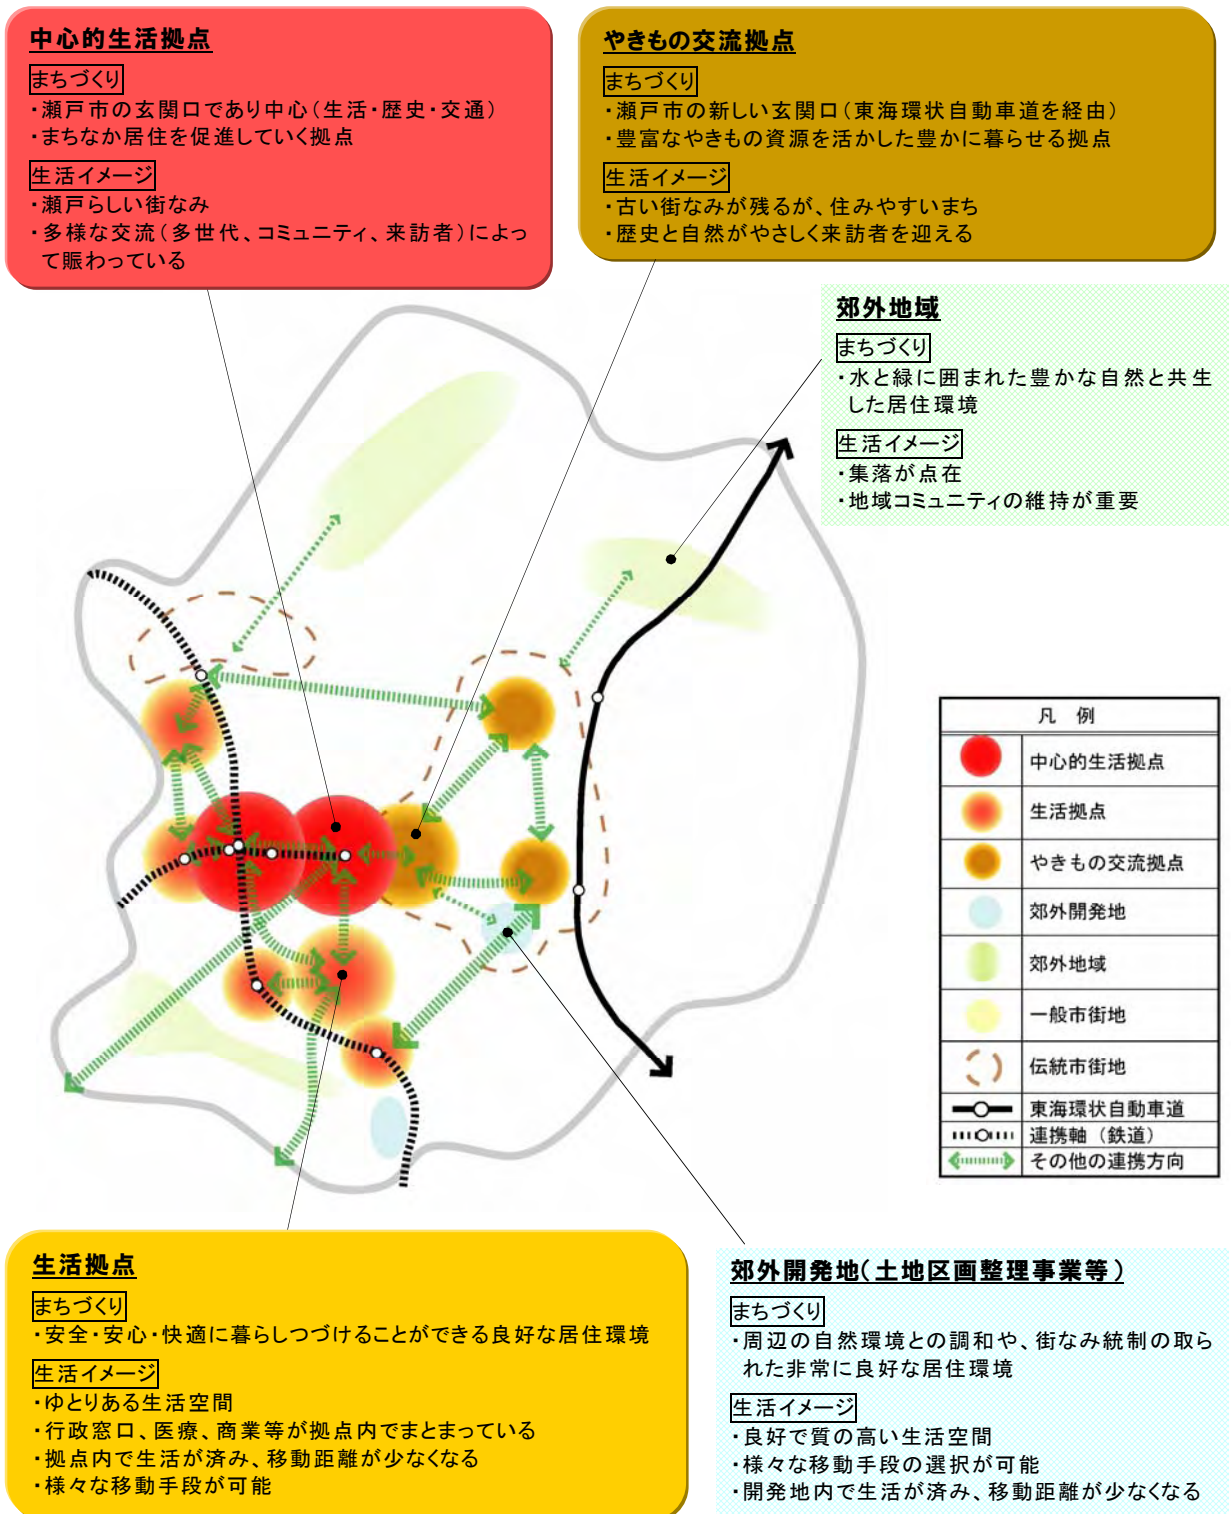 中心的生活拠点
まちづくり
・瀬戸市の玄関口であり中心（生活・歴史・交通）
・まちなか居住を促進していく拠点
生活イメージ
・瀬戸らしい街なみ
・多様な交流（多世代、コミュニティ、来訪者）によっ
て賑わっている
やきもの交流拠点
まちづくり
・瀬戸市の新しい玄関口（東海環状自動車道を経由）
・豊富なやきもの資源を活かした豊かに暮らせる拠点
生活イメージ
・古い街なみが残るが、住みやすいまち
・歴史と自然がやさしく来訪者を迎える
郊外地域
まちづくり
・水と緑に囲まれた豊かな自然と共生
した居住環境
生活イメージ
・集落が点在
・地域コミュニティの維持が重要
凡　例
中心的生活拠点
生活拠点
やきもの交流拠点
郊外開発地
郊外地域
一般市街地
伝統市街地
東海環状自動車道
連携軸（鉄道）
その他の連携方向
生活拠点
まちづくり
・安全・安心・快適に暮らしつづけることができる良好な居住環境
生活イメージ
・ゆとりある生活空間
・行政窓口、医療、商業等が拠点内でまとまっている
・拠点内で生活が済み、移動距離が少なくなる
・様々な移動手段が可能
郊外開発地（土地区画整理事業等）
まちづくり
・周辺の自然環境との調和や、街なみ統制の取ら
れた非常に良好な居住環境
生活イメージ
・良好で質の高い生活空間
・様々な移動手段の選択が可能
・開発地内で生活が済み、移動距離が少なくなる